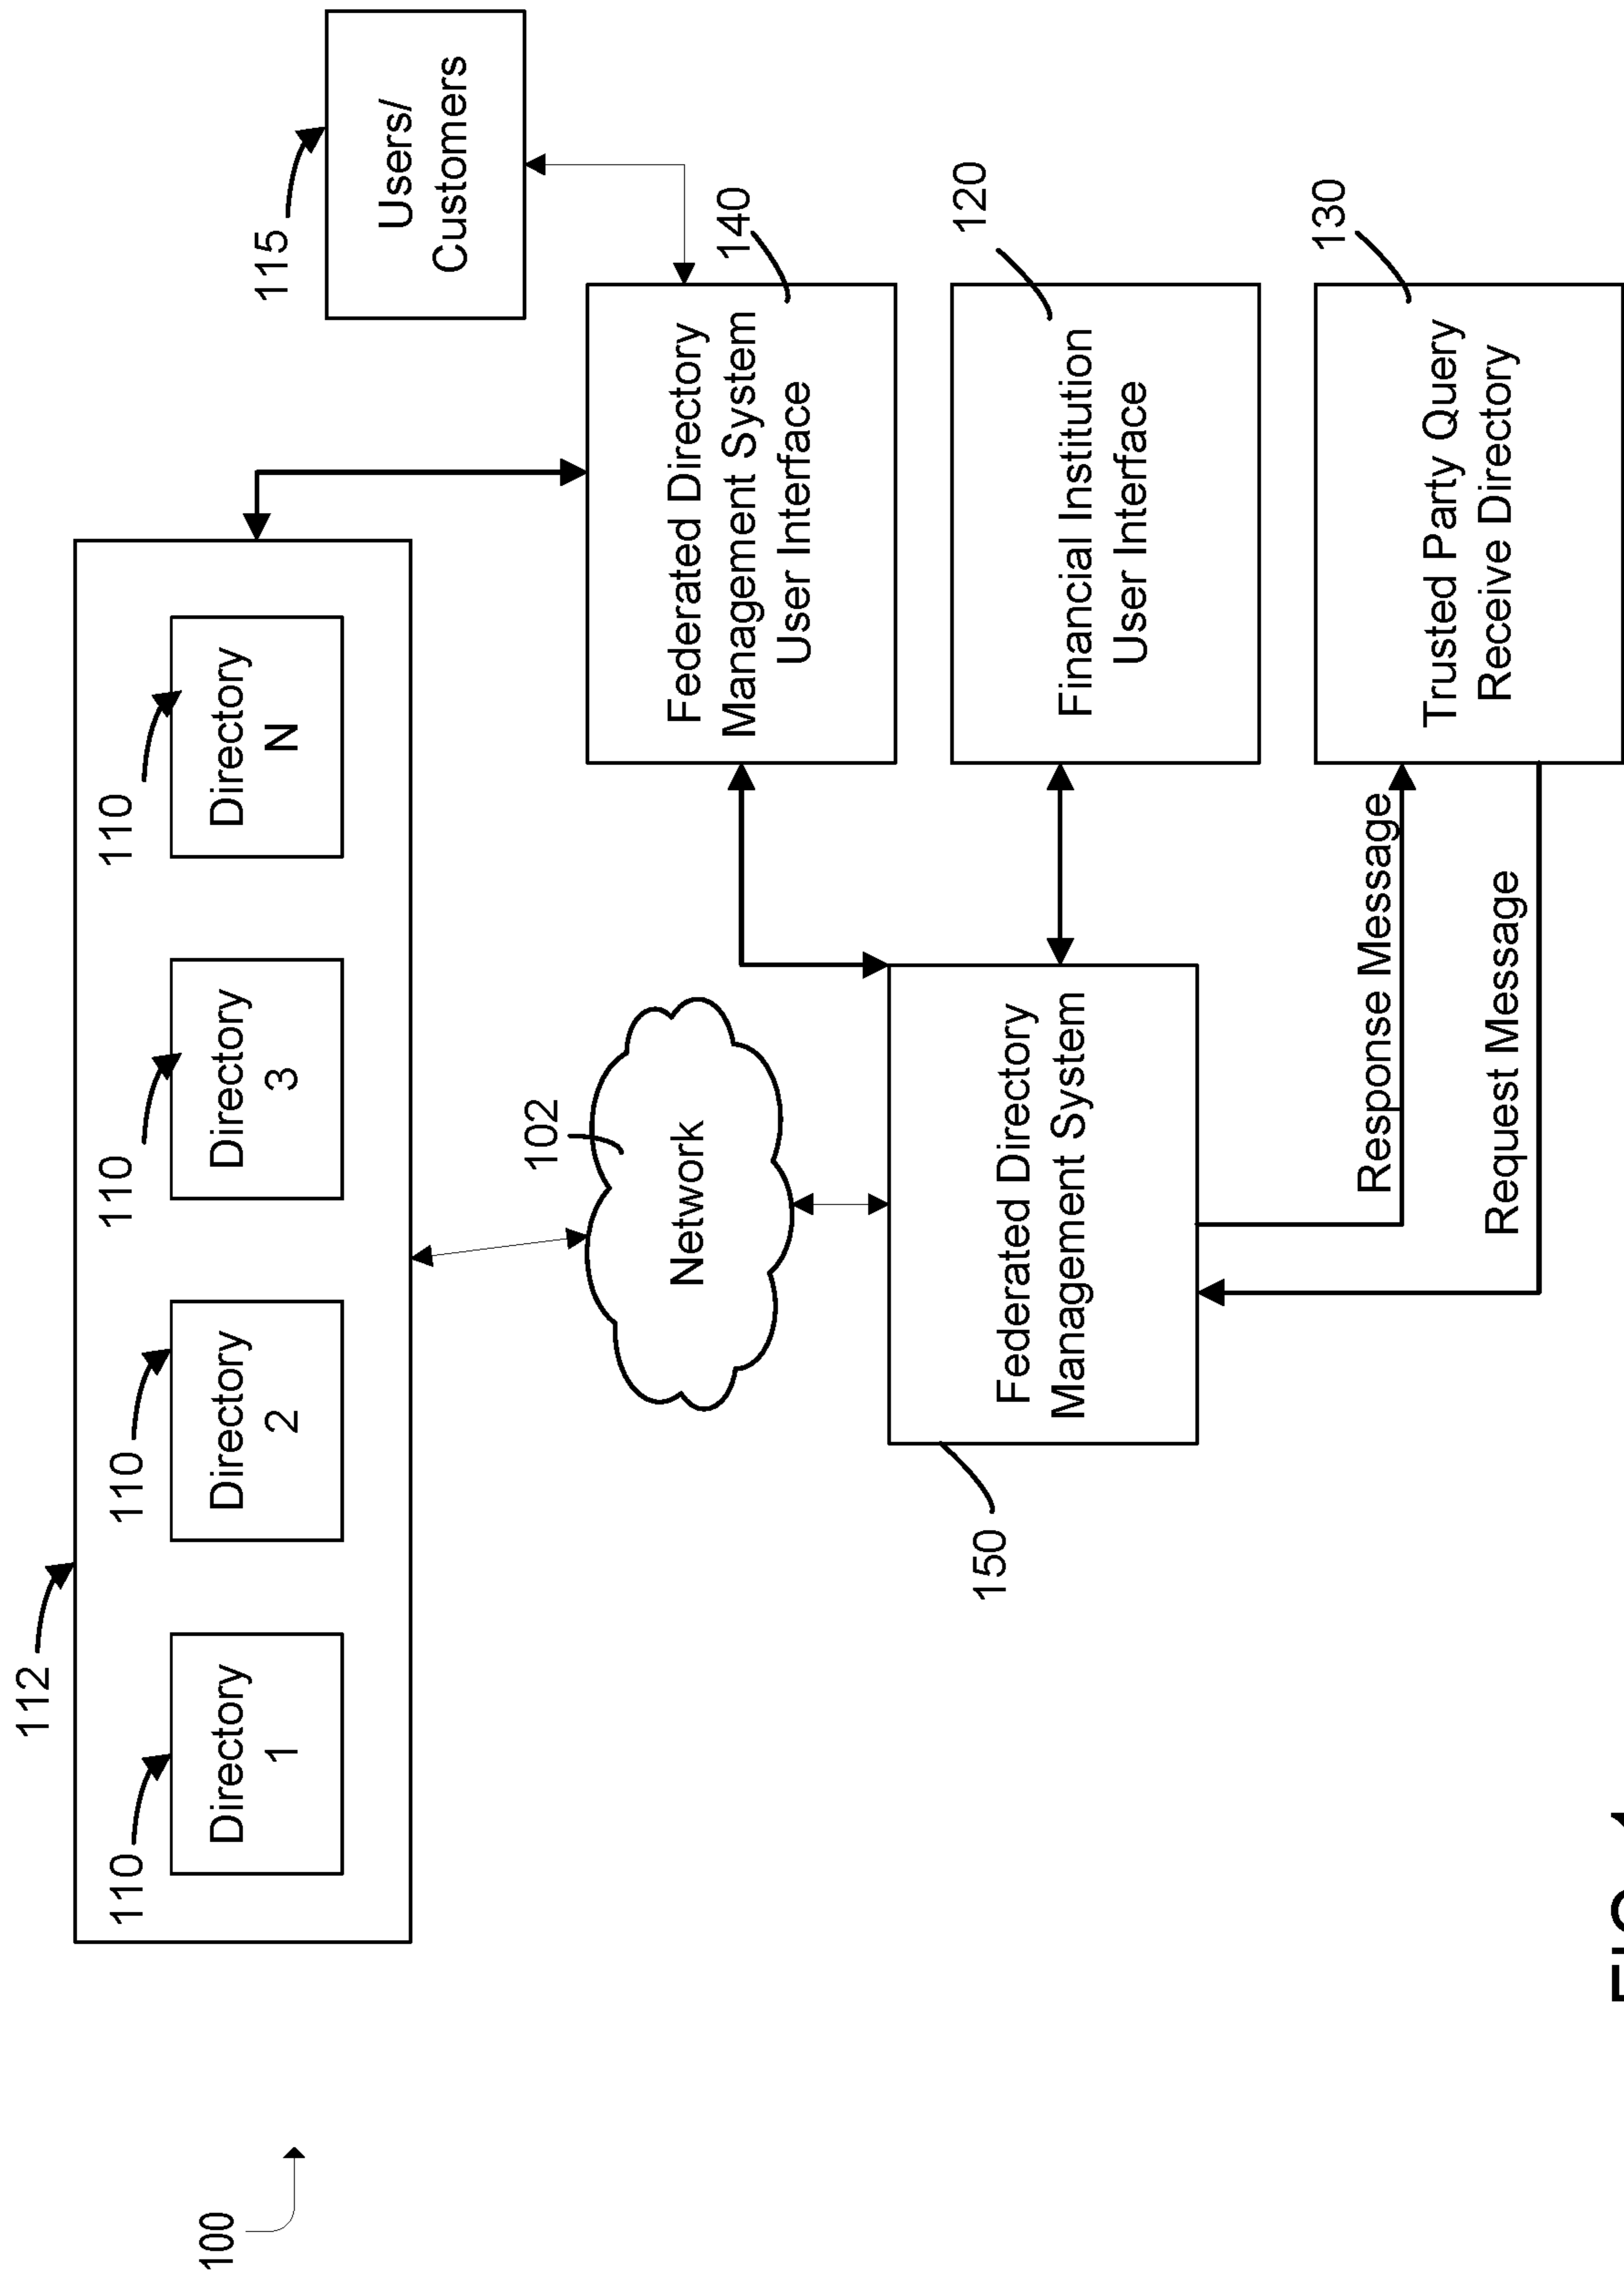 100
112
110
110
110
110
Directory
1
Directory
2
Directory
3
Directory
N
115
Users/
Customers
102
Network
Federated Directory
Management System
User Interface
140
150
Federated Directory
Management System
Financial Institution
User Interface
120
Response Message
Request Message
Trusted Party Query
Receive Directory
130